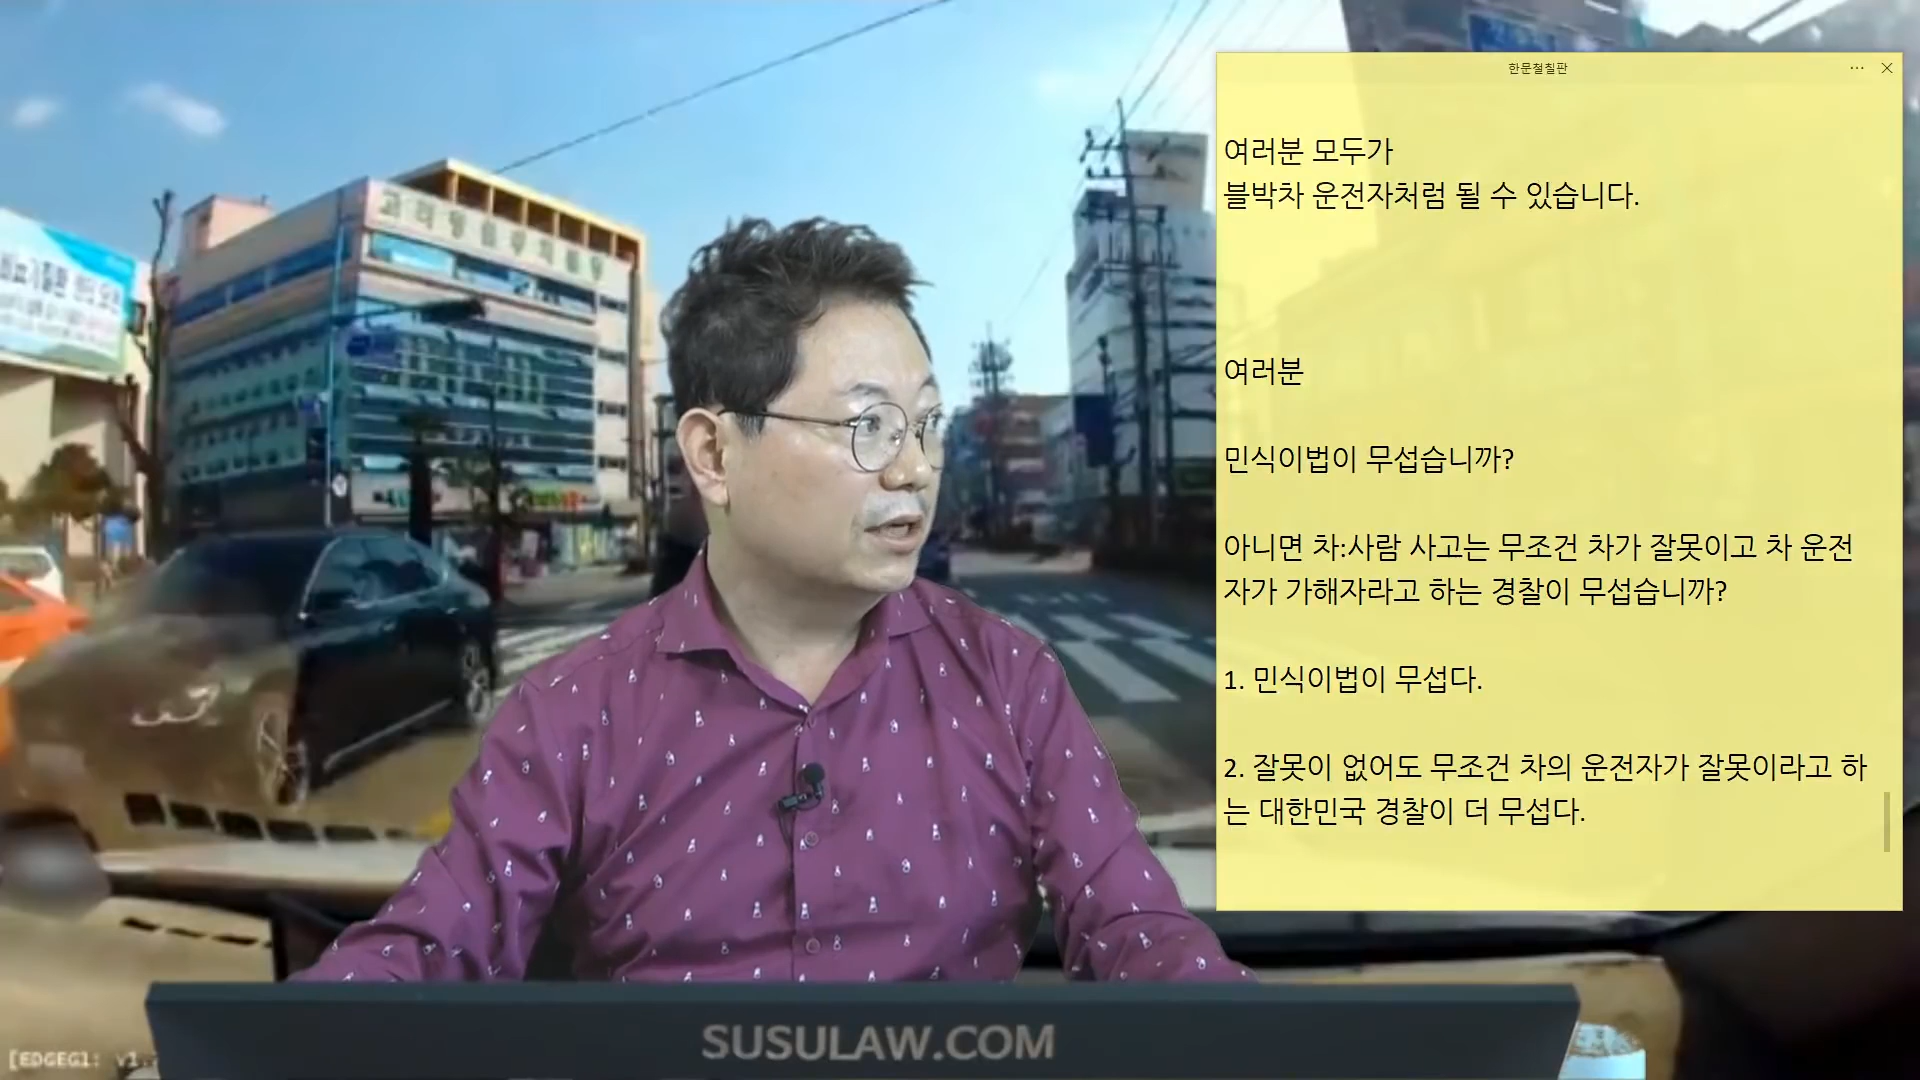 한문철칠판
여러분 모두가
블박차 운전자처럼 될 수 있습니다.
여러분
민식이법이 무섭습니까?
아니면 차:사람 사고는 무조건 차가 잘못이고 차 운전
자가 가해자라고 하는 경찰이 무섭습니까?
1. 민식이법이 무섭다.
2. 잘못이 없어도 무조건 차의 운전자가 잘못이라고 하
는 대한민국 경찰이 더 무섭다.
SUSULAW.COM
[EDGEG1: v1.